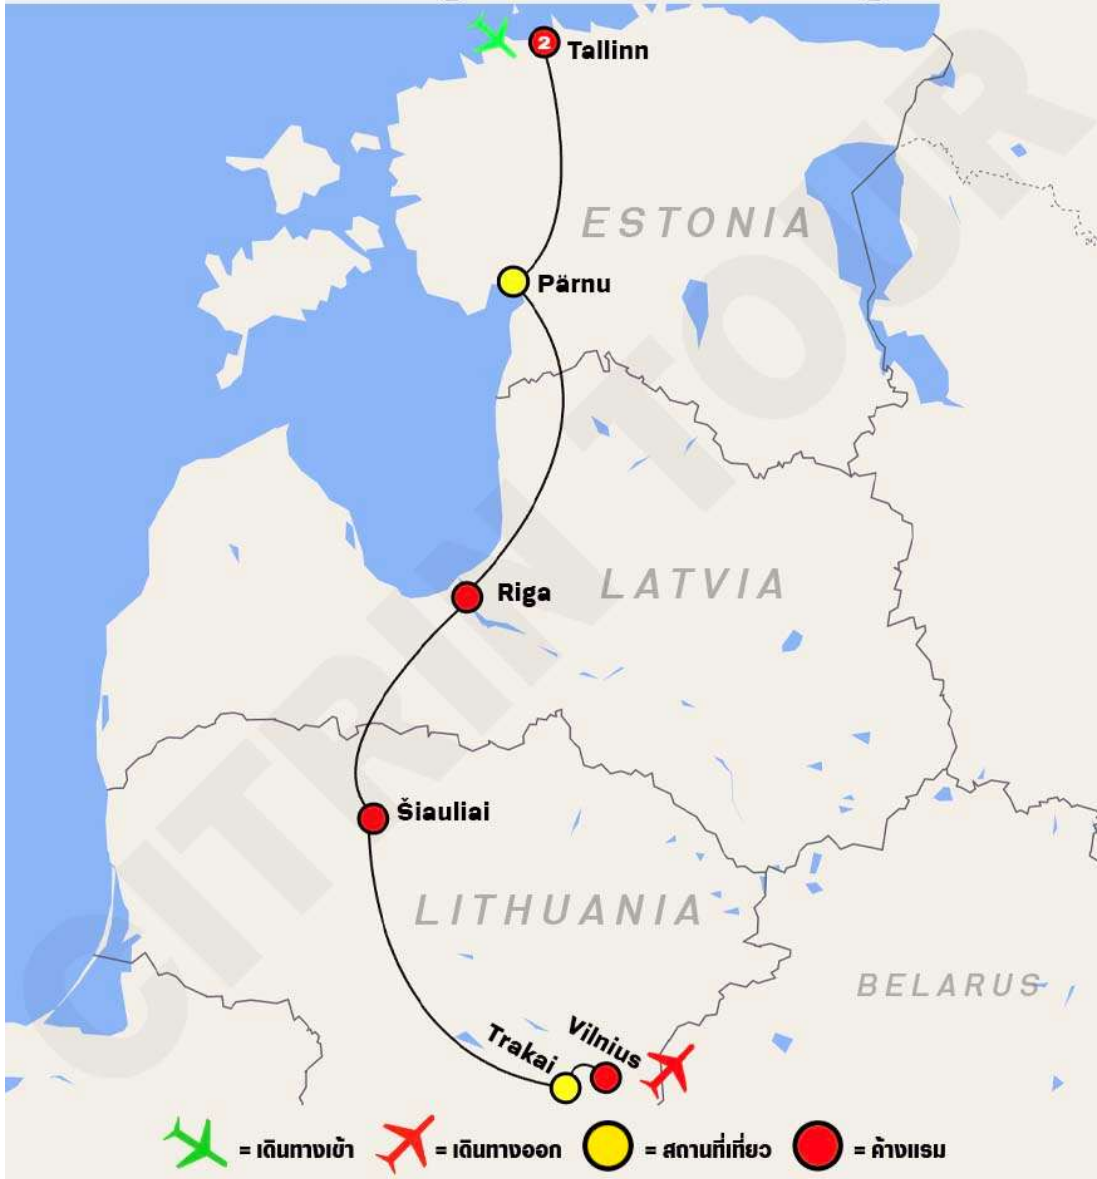 2 Tallinn
ESTONIA
Pärnu
LATVIA
Riga
Šiauliai
LITHUANIA
BELARUS
Trakai
Vilnius
CITRIN TOUR
= เดินทางเข้า = เดินทางออก = สถานที่เที่ยว = ค้างแรม